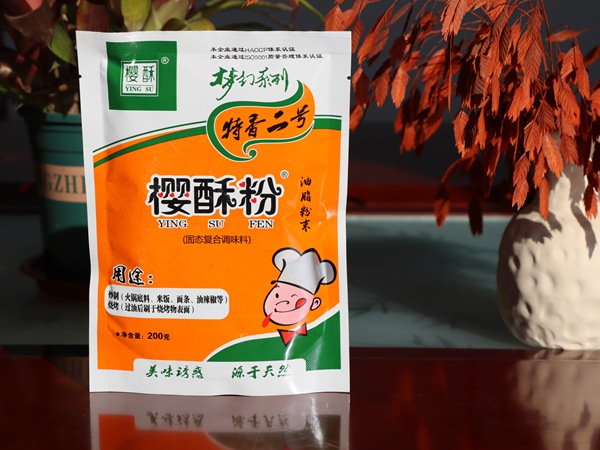 本企业通过HACCP体系认证
本企业通过ISO9001质量管理体系认证
樱酥®
YING SU
梦幻系列
特香二号
樱酥粉®
YING SU FEN
油脂粉末
(固态复合调味料)
用途:
炒制(火锅底料、米饭、面条、油辣椒等)
烧烤(过油后刷于烧烤物表面)
■净含量:200克
美味诱惑 源于天然
GZHI